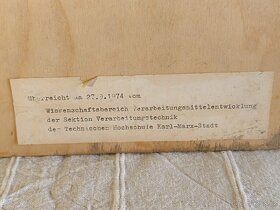 überreicht am 27.9.1974 vom
Wissenschaftsbereich Verarbeitungsmittelentwicklung
der Sektion Verarbeitungstechnik
der Technischen Hochschule Karl-Marx-Stadt